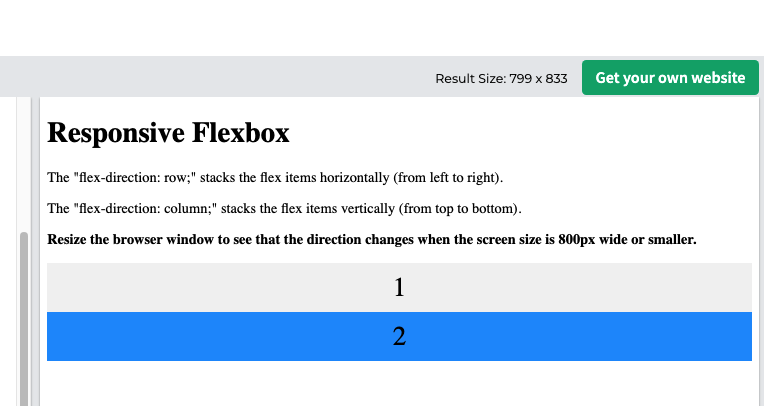 Result Size: 799 x 833
Get your own website
Responsive Flexbox
The "flex-direction: row;" stacks the flex items horizontally (from left to right).
The "flex-direction: column;" stacks the flex items vertically (from top to bottom).
Resize the browser window to see that the direction changes when the screen size is 800px wide or smaller.
1
2